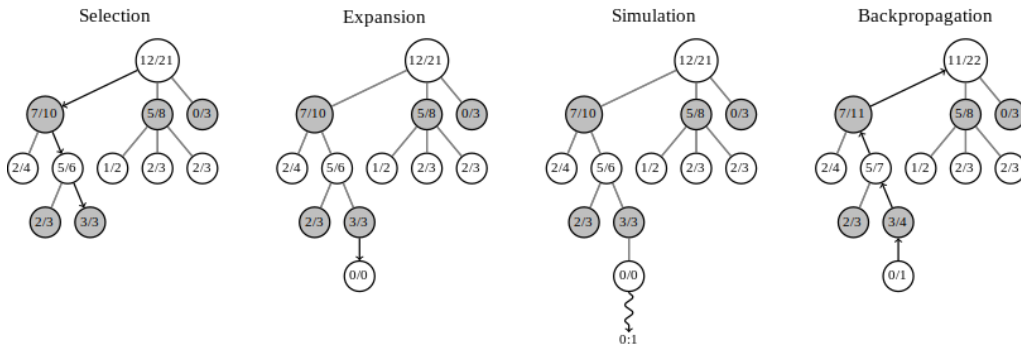 Selection Expansion Simulation Backpropagation
12/21 12/21 12/21 11/22
7/10 5/8 0/3 7/10 5/8 0/3 7/10 5/8 0/3 7/11 5/8 0/3
2/4 5/6 1/2 2/3 2/3 2/4 5/6 1/2 2/3 2/3 2/4 5/6 1/2 2/3 2/3 2/4 5/7 1/2 2/3 2/3
2/3 3/3 2/3 3/3 2/3 3/3 2/3 3/4
0/0 0/0 0/1
0:1